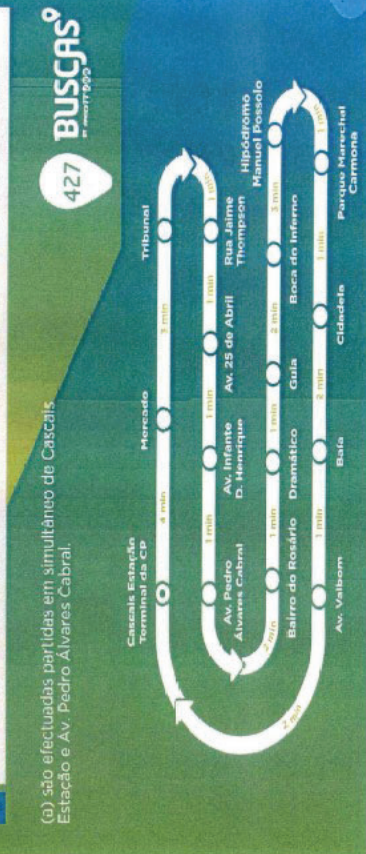 (a) são efectuadas partidas em simultâneo de Cascais
Estação e Av. Pedro Álvares Cabral.
427
BUSCAS
Cascais Estação
Terminal da CP
Mercado
Tribunal
4 min
3 min
1 min
1 min
1 min
1 min
Av. Pedro
Álvares Cabral
Av. Infante
D. Henrique
Av. 25 de Abril
Rua Jaime
Thompson
Hipódromo
Manuel Possolo
2 min
1 min
1 min
2 min
3 min
Bairro do Rosário
Dramático
Guia
Boca do Inferno
1 min
2 min
1 min
2 min
1 min
Av. Valbom
Baía
Cidadela
Parque Marechal
Carmona